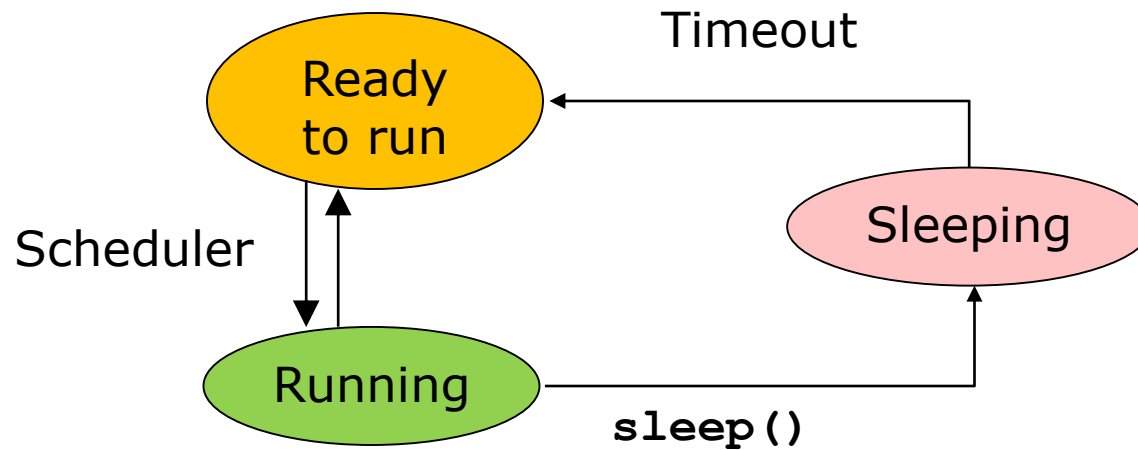 Timeout
Ready
to run
Sleeping
Scheduler
Running
sleep()